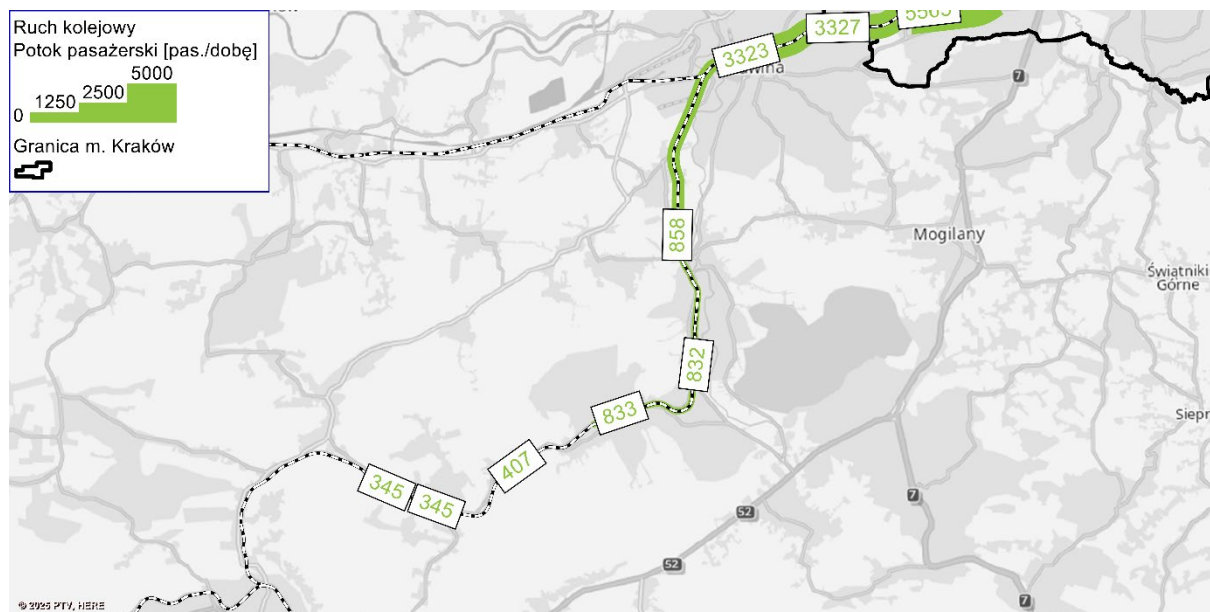 Ruch kolejowy
Potok pasażerski [pas./dobę]
5000
2500
1250
0
Granica m. Kraków
3323
3327
7
858
Mogilany
Świątniki
Górne
832
833
407
345
345
7
52
52
7
© 2025 PTV, HERE